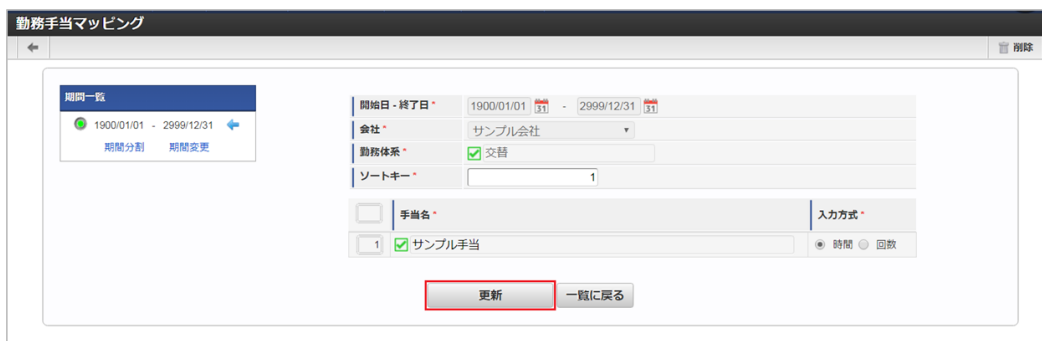 勤務手当マッピング
削除
期間一覧
1900/01/01 - 2999/12/31
期間分割 期間変更
開始日 - 終了日* 1900/01/01 31 - 2999/12/31 31
会社* サンプル会社
勤務体系* 交替
ソートキー* 1
手当名* 入力方式*
1 サンプル手当 時間 回数
更新 一覧に戻る